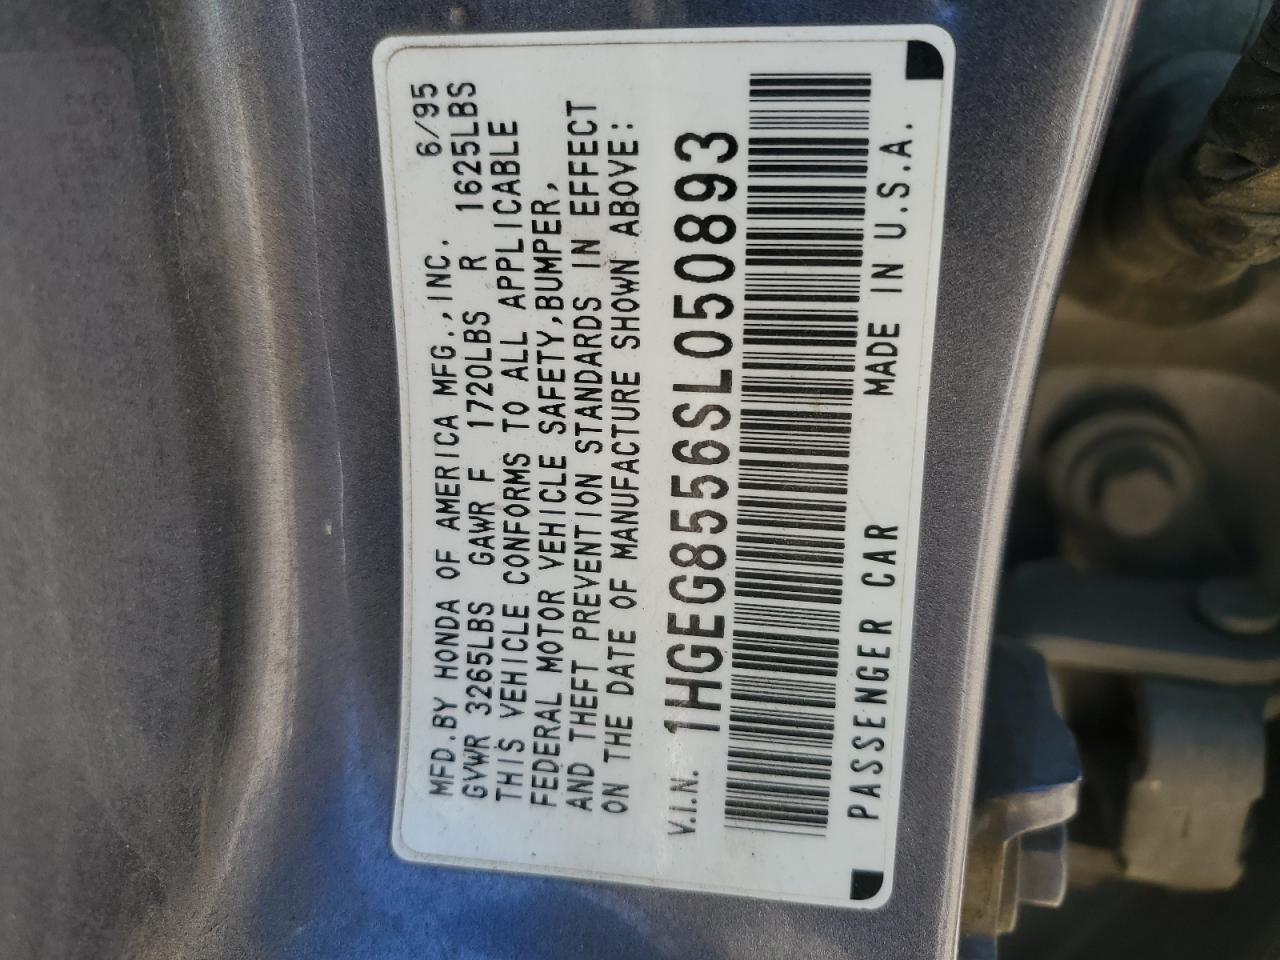 MFD.BY HONDA OF AMERICA MFG.,INC. 6/95
GVWR 3265LBS GAWR F 1720LBS R 1625LBS
THIS VEHICLE CONFORMS TO ALL APPLICABLE
FEDERAL MOTOR VEHICLE SAFETY,BUMPER,
AND THEFT PREVENTION STANDARDS IN EFFECT
ON THE DATE OF MANUFACTURE SHOWN ABOVE:
V.I.N. 1HGEG8556SL050893
PASSENGER CAR MADE IN U.S.A.